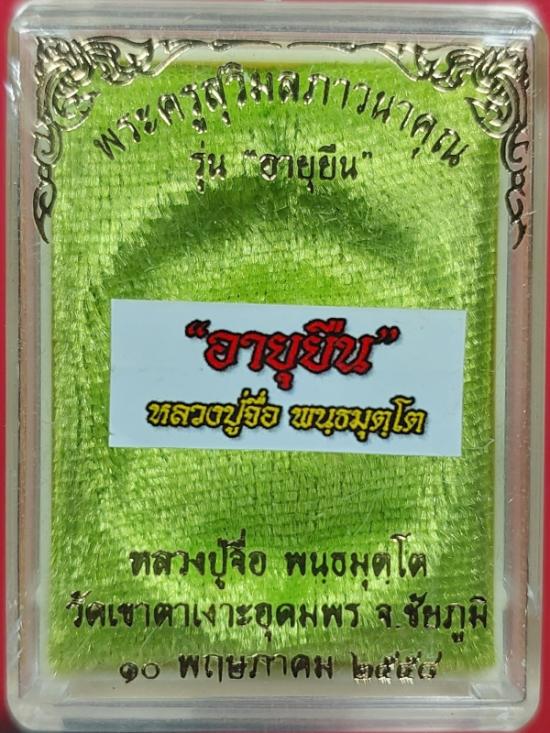 พระครูสุวิมลภาวนาคุณ
รุ่น "อายุยืน"
"อายุยืน"
หลวงปู่จื่อ พนฺธมุตฺโต
หลวงปู่จื่อ พนฺธมุตฺโต
วัดเขาตาเงาะอุดมพร จ.ชัยภูมิ
๑๐ พฤษภาคม ๒๕๕๔